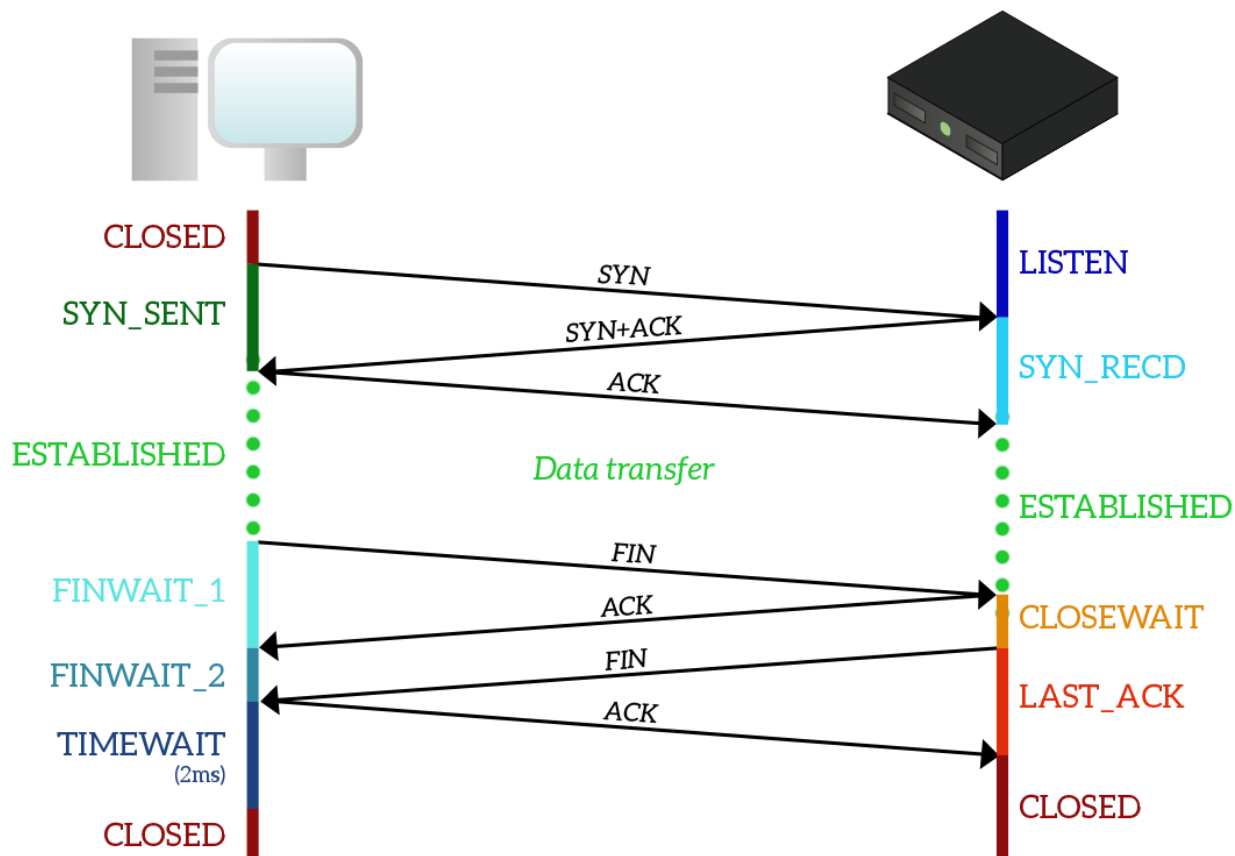 CLOSED
LISTEN
SYN
SYN_SENT
SYN+ACK
SYN_RECD
ACK
ESTABLISHED
Data transfer
ESTABLISHED
FIN
FINWAIT_1
ACK
CLOSEWAIT
FIN
FINWAIT_2
LAST_ACK
ACK
TIMEWAIT
(2ms)
CLOSED
CLOSED